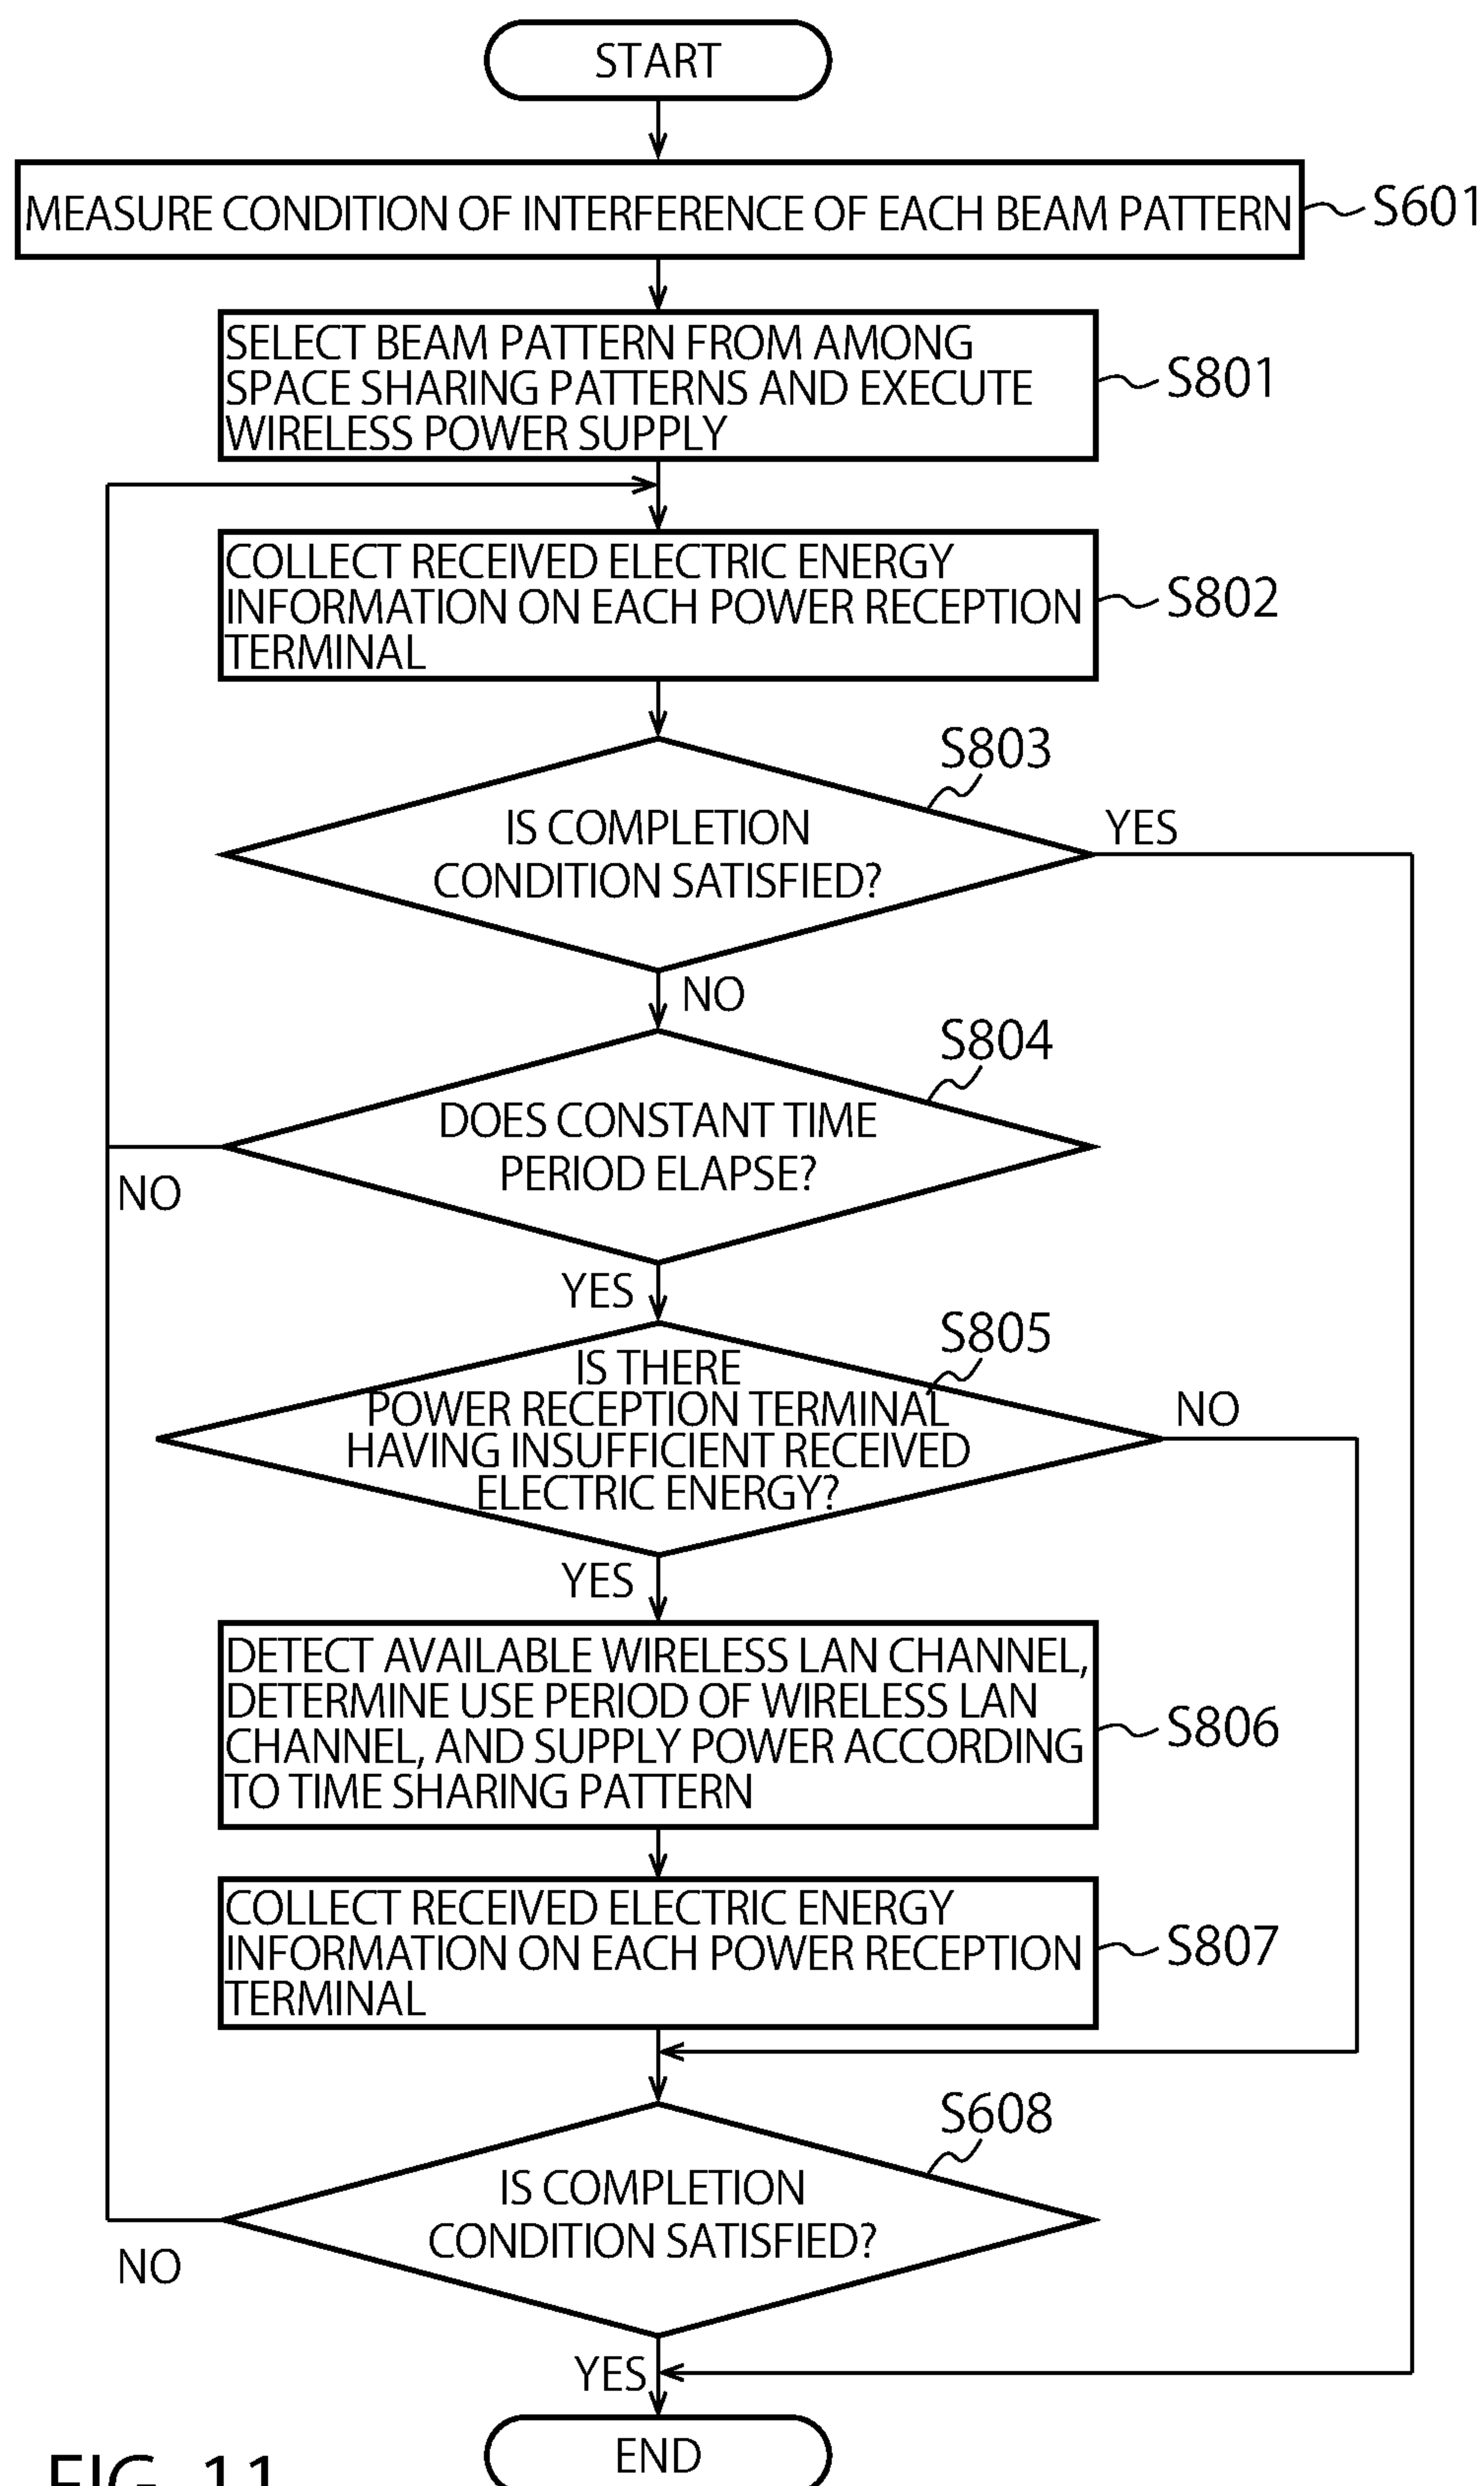 START
MEASURE CONDITION OF INTERFERENCE OF EACH BEAM PATTERN
S601
SELECT BEAM PATTERN FROM AMONG
SPACE SHARING PATTERNS AND EXECUTE
WIRELESS POWER SUPPLY
S801
COLLECT RECEIVED ELECTRIC ENERGY
INFORMATION ON EACH POWER RECEPTION
TERMINAL
S802
S803
IS COMPLETION
CONDITION SATISFIED?
YES
NO
S804
DOES CONSTANT TIME
PERIOD ELAPSE?
NO
YES
S805
IS THERE
POWER RECEPTION TERMINAL
HAVING INSUFFICIENT RECEIVED
ELECTRIC ENERGY?
NO
YES
DETECT AVAILABLE WIRELESS LAN CHANNEL,
DETERMINE USE PERIOD OF WIRELESS LAN
CHANNEL, AND SUPPLY POWER ACCORDING
TO TIME SHARING PATTERN
S806
COLLECT RECEIVED ELECTRIC ENERGY
INFORMATION ON EACH POWER RECEPTION
TERMINAL
S807
S608
IS COMPLETION
CONDITION SATISFIED?
NO
YES
END
FIG. 11